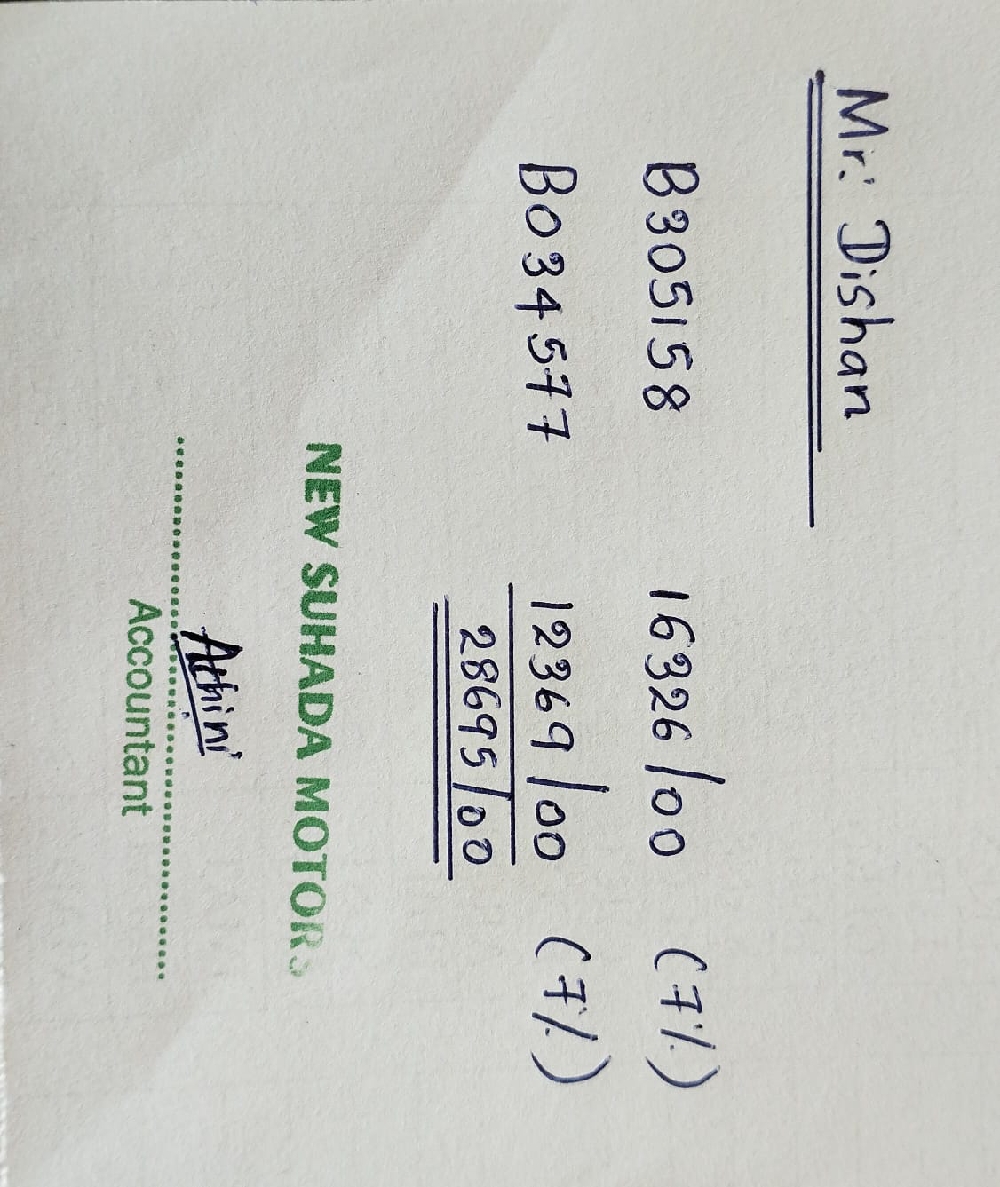 Mr: Dishan
B305158 16326/00 (7%)
B034577 12369/00 (7%)
28695/00
NEW SUHADA MOTORS
Athini
Accountant